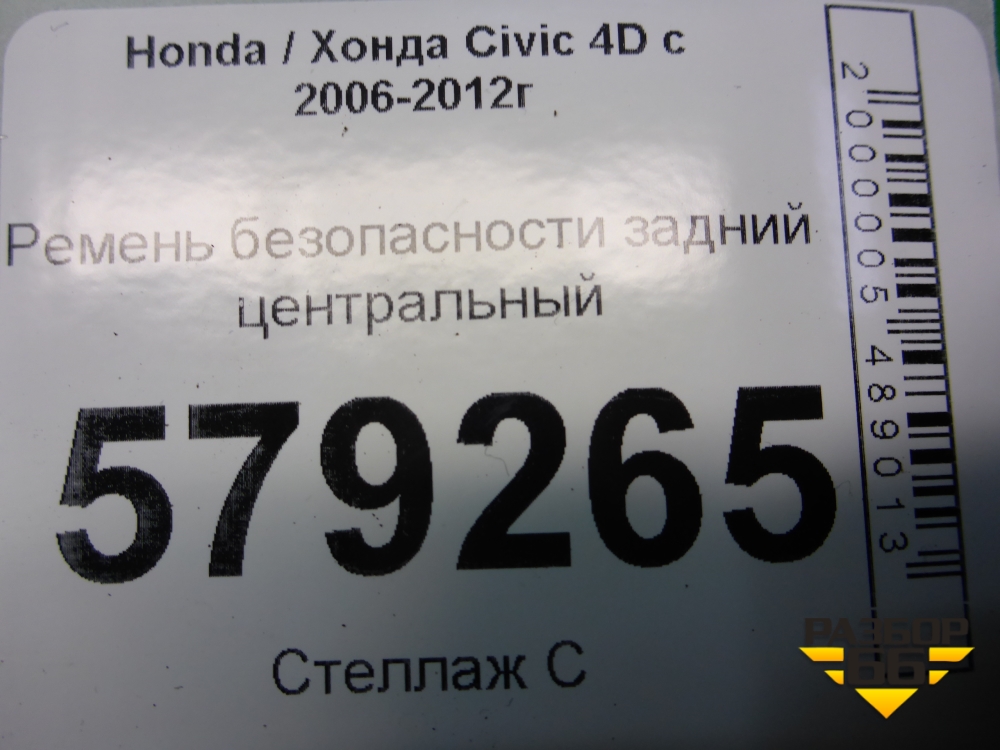 Honda / Хонда Civic 4D с
2006-2012г
Ремень безопасности задний
центральный
579265
Стеллаж С
2000005489013
РАЗБОР
66